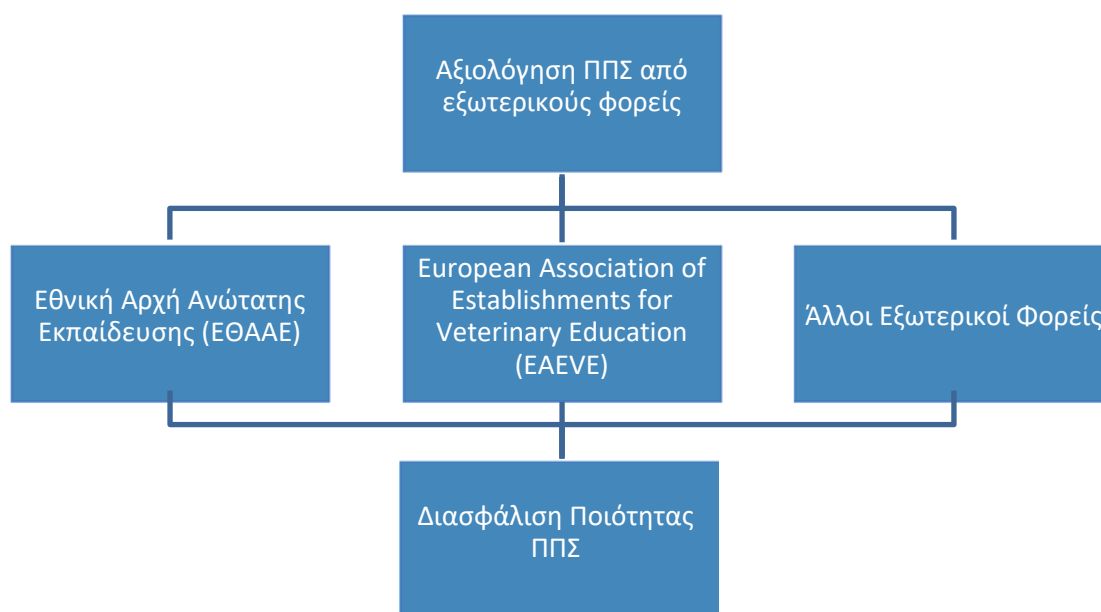 Αξιολόγηση ΠΠΣ από
εξωτερικούς φορείς
Εθνική Αρχή Ανώτατης
Εκπαίδευσης (ΕΘΑΑΕ)
European Association of
Establishments for
Veterinary Education
(EAEVE)
Άλλοι Εξωτερικοί Φορείς
Διασφάλιση Ποιότητας
ΠΠΣ